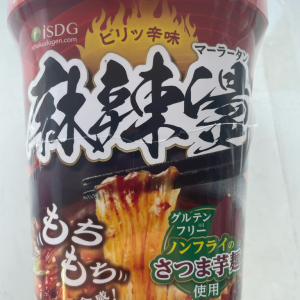 ISDG
ピリッ辛味
マーラータン
麻辣湯
もち
もち
グルテン
フリー
ノンフライの
さつま芋麺
使用